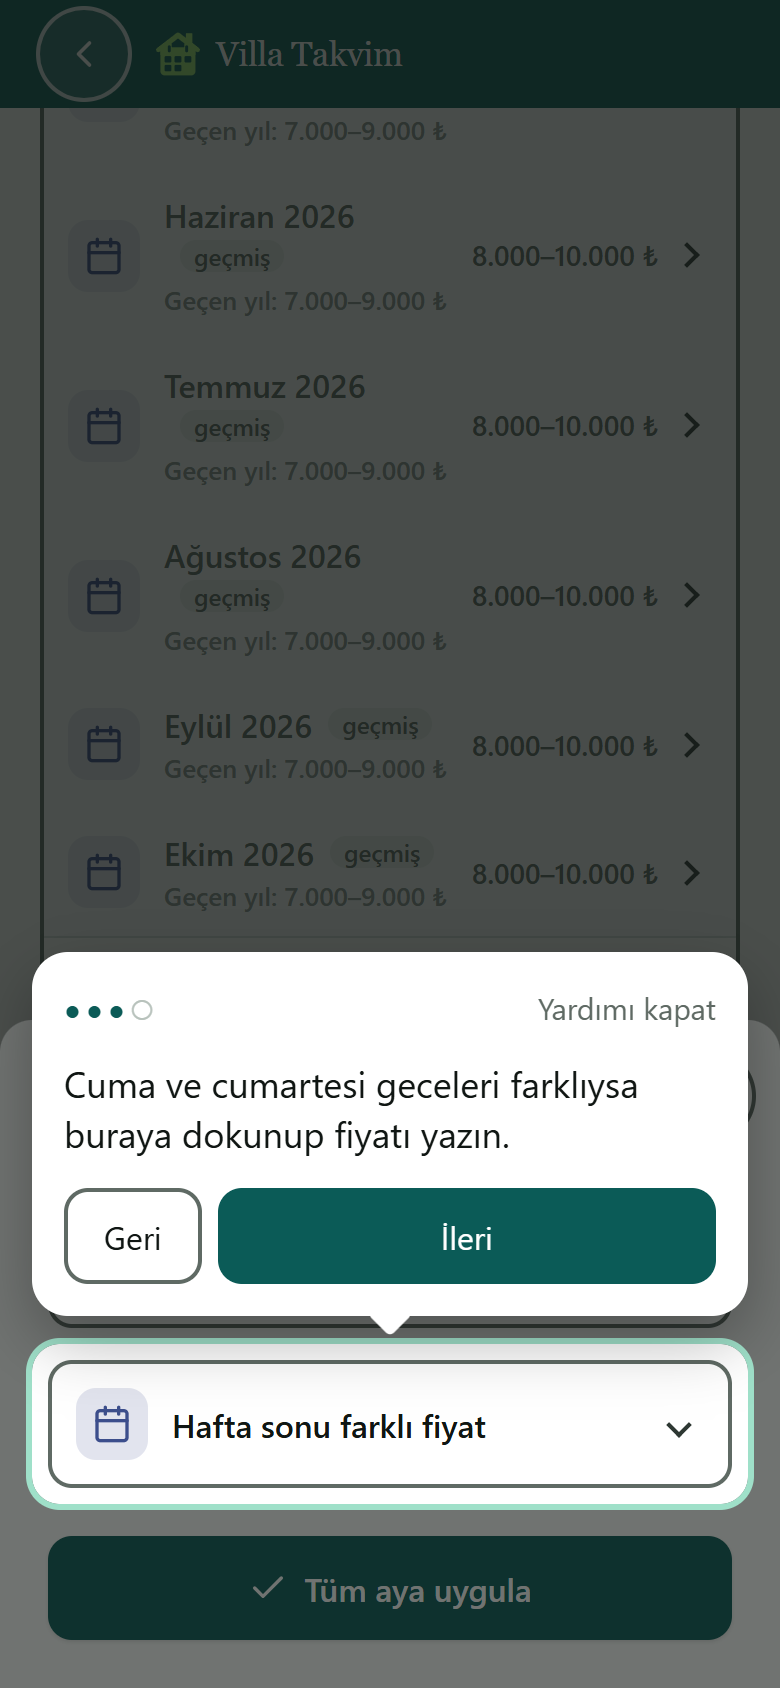 Villa Takvim
Geçen yıl: 7.000–9.000 ₺
Haziran 2026
geçmiş
8.000–10.000 ₺
Geçen yıl: 7.000–9.000 ₺
Temmuz 2026
geçmiş
8.000–10.000 ₺
Geçen yıl: 7.000–9.000 ₺
Ağustos 2026
geçmiş
8.000–10.000 ₺
Geçen yıl: 7.000–9.000 ₺
Eylül 2026 geçmiş
8.000–10.000 ₺
Geçen yıl: 7.000–9.000 ₺
Ekim 2026 geçmiş
8.000–10.000 ₺
Geçen yıl: 7.000–9.000 ₺
Yardımı kapat
Cuma ve cumartesi geceleri farklıysa
buraya dokunup fiyatı yazın.
Geri
İleri
Hafta sonu farklı fiyat
Tüm aya uygula